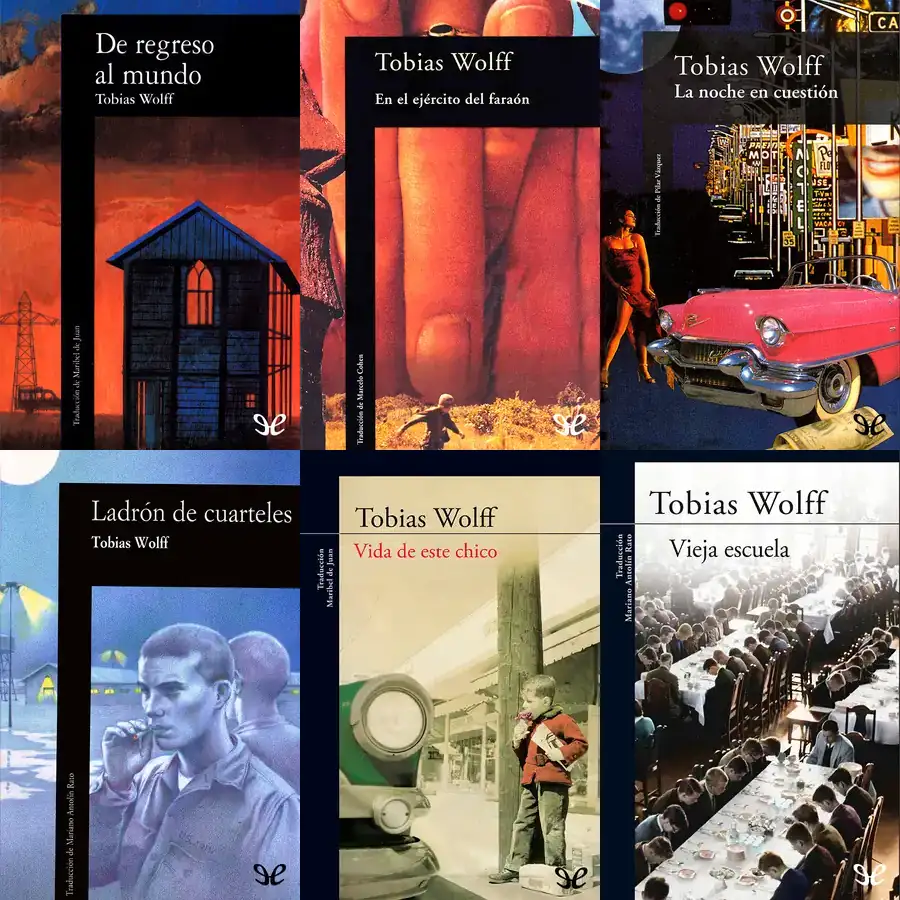 De regreso
al mundo
Tobias Wolff
Traducción de Maribel de Juan
Tobias Wolff
En el ejército del faraón
Traducción de Marcelo Cohen
CA
Tobias Wolff
La noche en cuestión
Traducción de Pilar Vázquez
MOT
MOTEL
35
Ladrón de cuarteles
Tobias Wolff
Traducción de Mariano Antolín Rato
Tobias Wolff
Vida de este chico
Traducción
Maribel de Juan
Tobias Wolff
Vieja escuela
Traducción
Mariano Antolín Rato